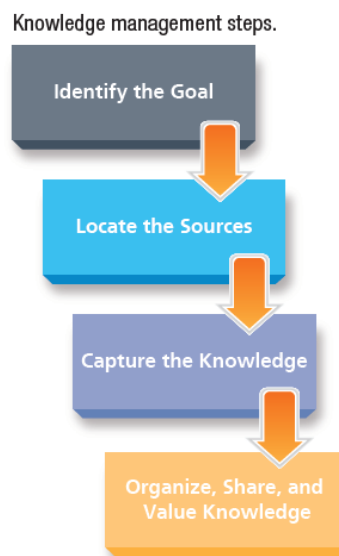 Knowledge management steps.
Identify the Goal
Locate the Sources
Capture the Knowledge
Organize, Share, and
Value Knowledge